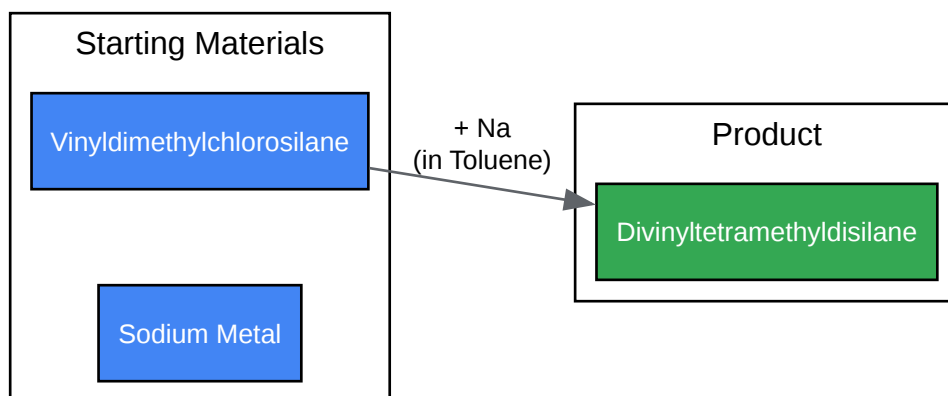 Starting Materials
Vinyldimethylchlorosilane
Sodium Metal
+ Na
(in Toluene)
Product
Divinyltetramethyldisilane